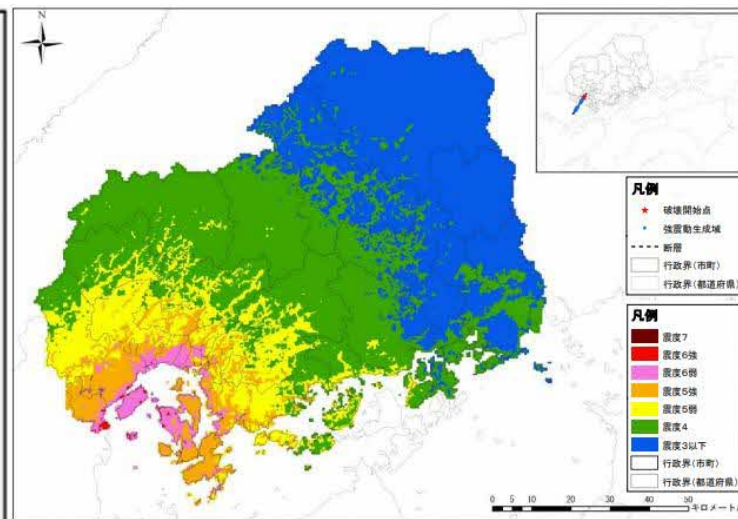 N
凡例
破壊開始点
強震動生成域
断層
行政界(市町)
行政界(都道府県)
凡例
震度7
震度6強
震度6弱
震度5強
震度5弱
震度4
震度3以下
行政界(市町)
行政界(都道府県)
0 5 10 20 30 40 50
キロメートル